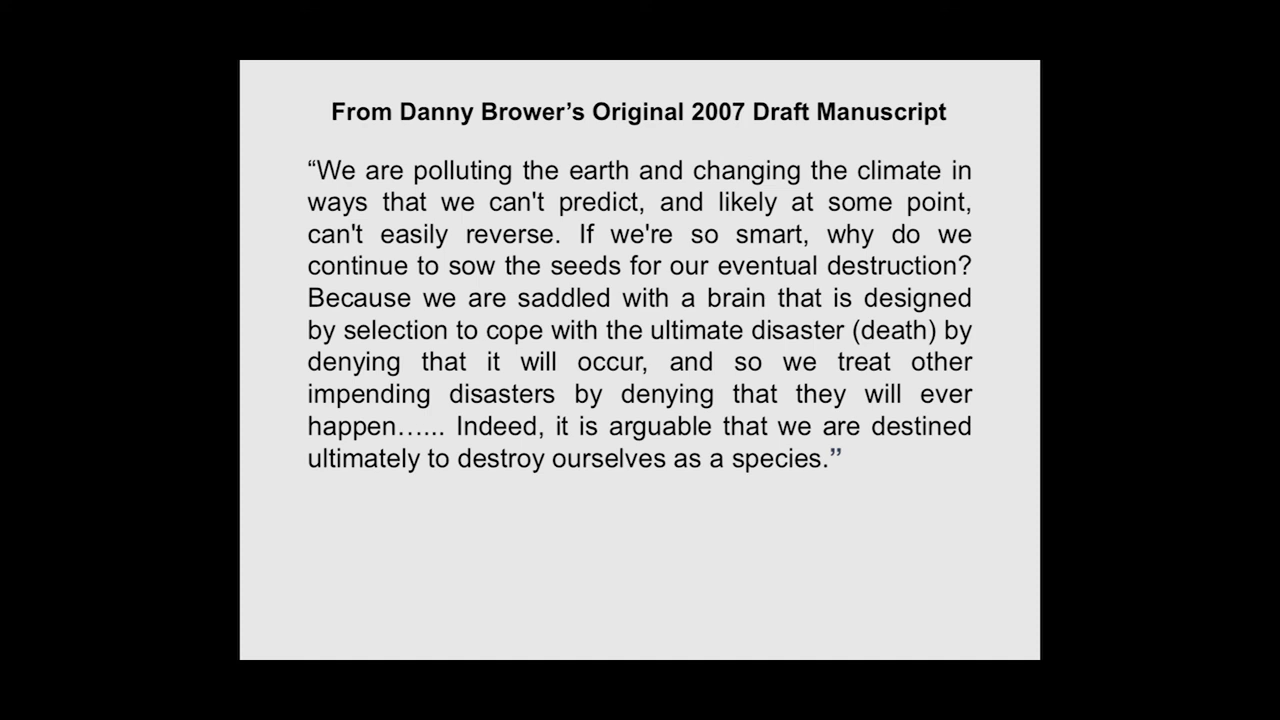 From Danny Brower’s Original 2007 Draft Manuscript
“We are polluting the earth and changing the climate in
ways that we can't predict, and likely at some point,
can't easily reverse. If we're so smart, why do we
continue to sow the seeds for our eventual destruction?
Because we are saddled with a brain that is designed
by selection to cope with the ultimate disaster (death) by
denying that it will occur, and so we treat other
impending disasters by denying that they will ever
happen…... Indeed, it is arguable that we are destined
ultimately to destroy ourselves as a species.”